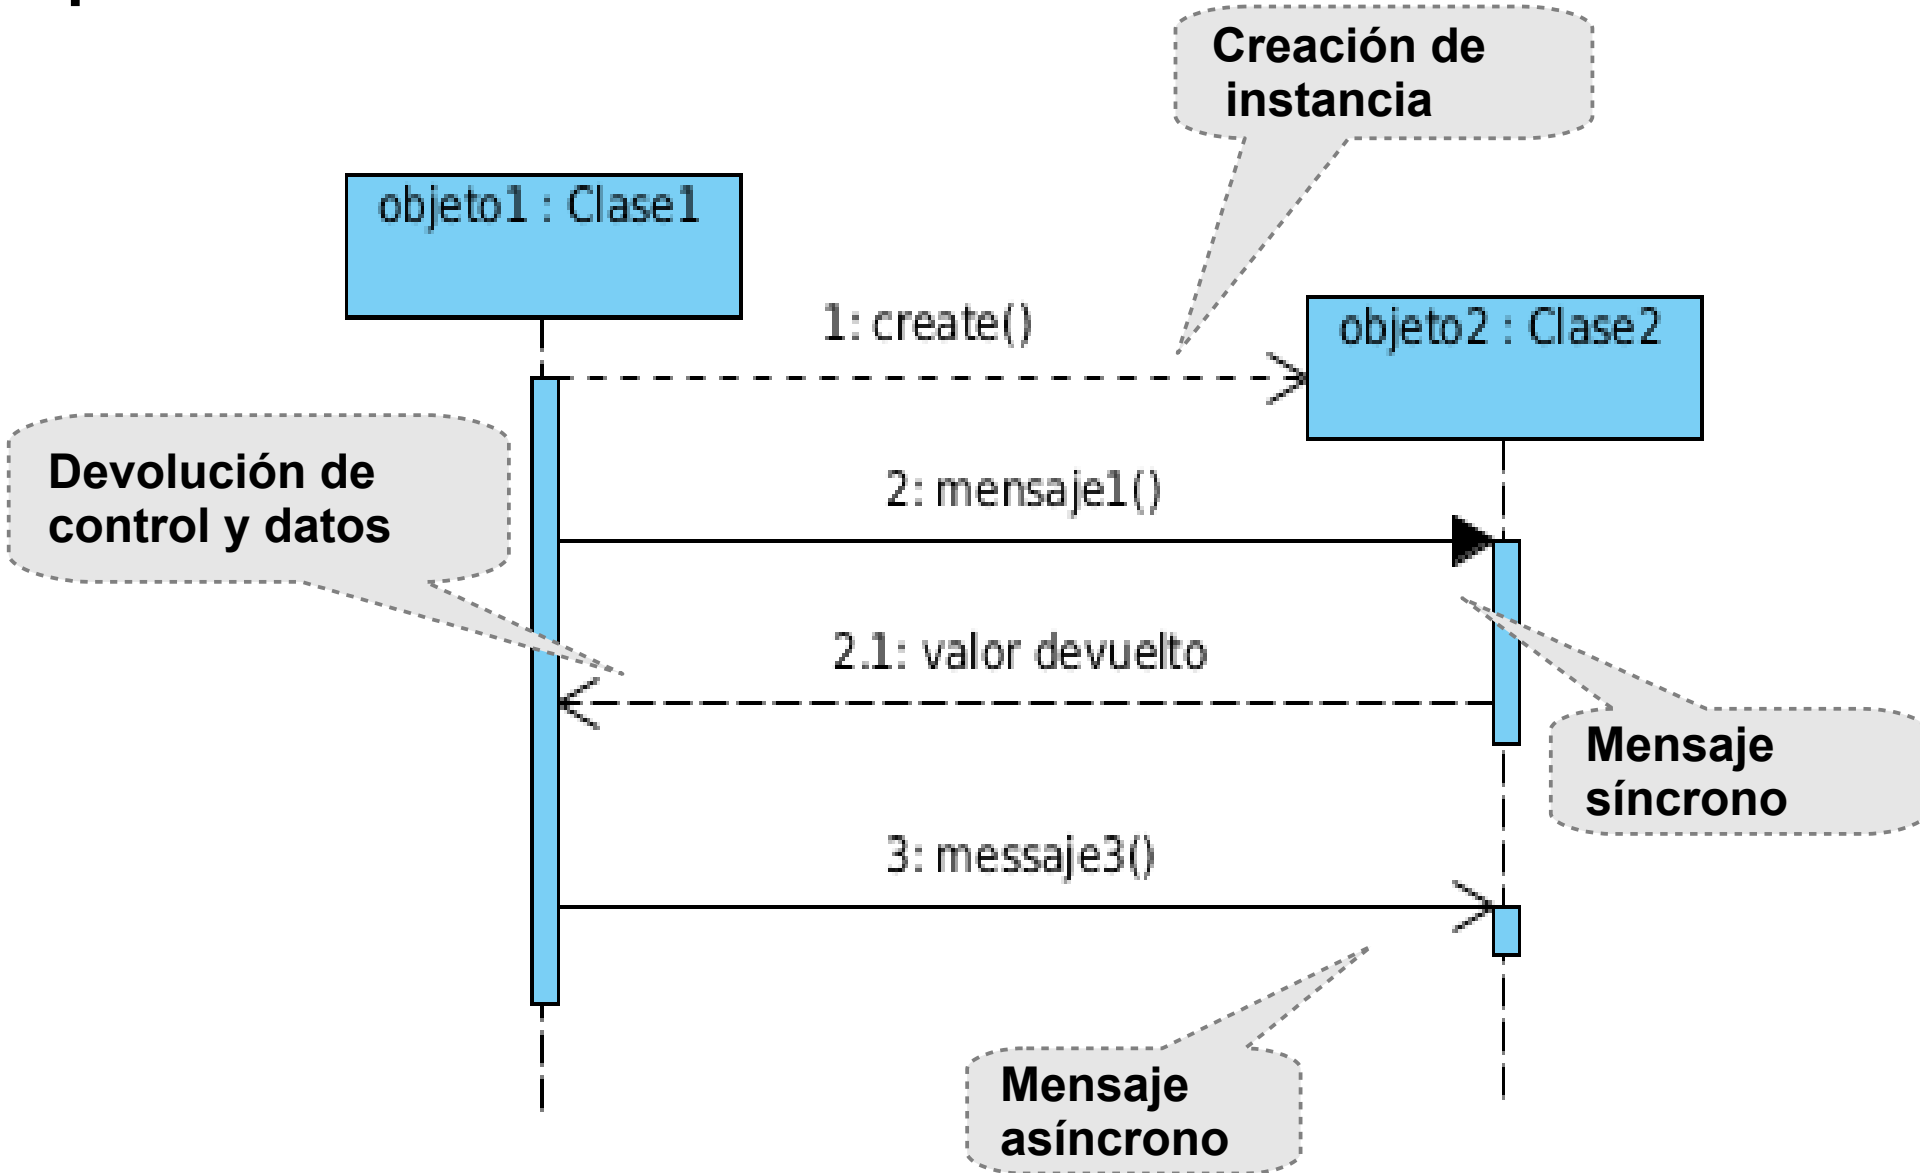 Creación de
instancia
objeto1 : Clase1
1: create()
objeto2 : Clase2
Devolución de
control y datos
2: mensaje1()
2.1: valor devuelto
Mensaje
síncrono
3: messaje3()
Mensaje
asíncrono